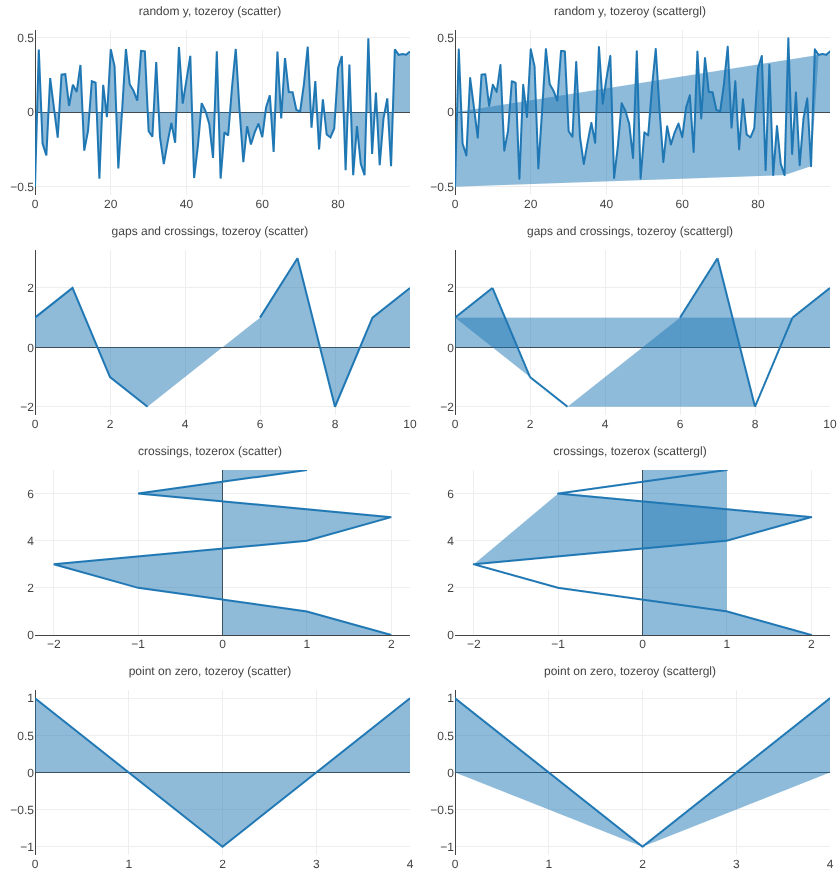 random y, tozeroy (scatter)
random y, tozeroy (scattergl)
0.5
0
−0.5
0 20 40 60 80
0.5
0
−0.5
0 20 40 60 80
gaps and crossings, tozeroy (scatter)
gaps and crossings, tozeroy (scattergl)
2
0
−2
0 2 4 6 8 10
2
0
−2
0 2 4 6 8 10
crossings, tozerox (scatter)
crossings, tozerox (scattergl)
6
4
2
0
−2 −1 0 1 2
6
4
2
0
−2 −1 0 1 2
point on zero, tozeroy (scatter)
point on zero, tozeroy (scattergl)
1
0.5
0
−0.5
−1
0 1 2 3 4
1
0.5
0
−0.5
−1
0 1 2 3 4